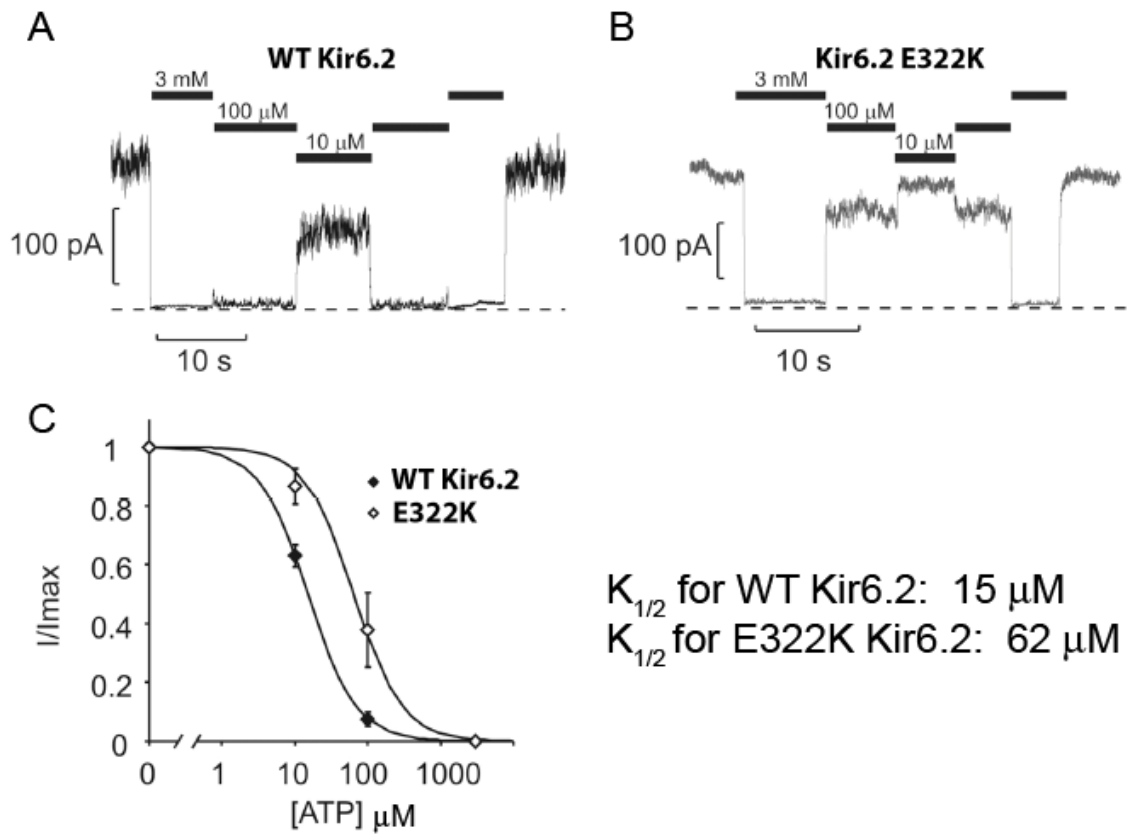 A
WT Kir6.2
3 mM
100 μM
10 μM
100 pA
10 s
B
Kir6.2 E322K
3 mM
100 μM
10 μM
100 pA
10 s
C
1
0.8
0.6
0.4
0.2
0
I/Imax
0 1 10 100 1000
[ATP] μM
WT Kir6.2
E322K
K1/2 for WT Kir6.2: 15 μM
K1/2 for E322K Kir6.2: 62 μM